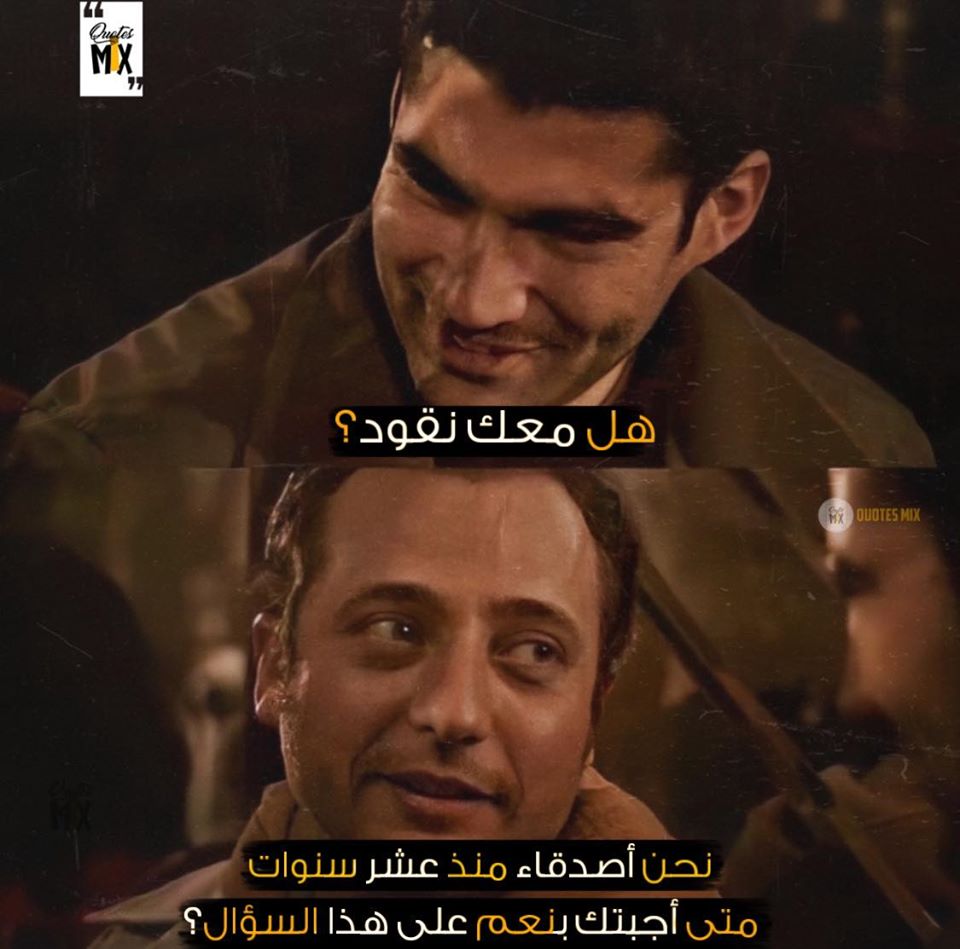 Quotes
MIX
هل معك نقود؟
QUOTES MIX
نحن أصدقاء منذ عشر سنوات
متى أجبتك بنعم على هذا السؤال؟